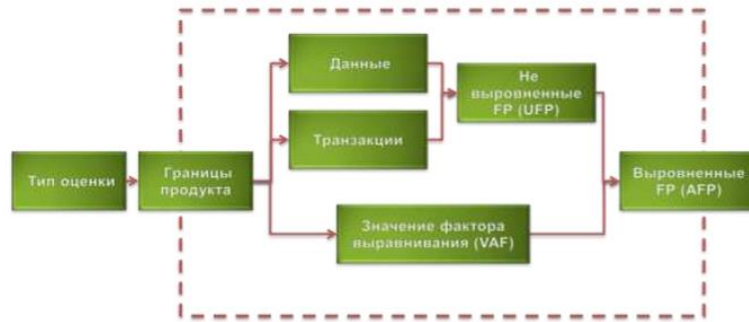 Данные
Не
выровненные
FP (UFP)
Транзакции
Тип оценки
Границы
продукта
Выровненные
FP (AFP)
Значение фактора
выравнивания (VAF)